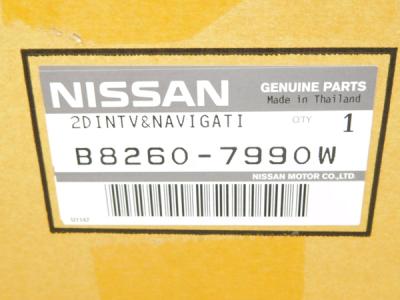 NISSAN
GENUINE PARTS
Made in Thailand
2DINTV&NAVIGATI
QTY 1
B8260-7990W
NISSAN MOTOR CO.,LTD.